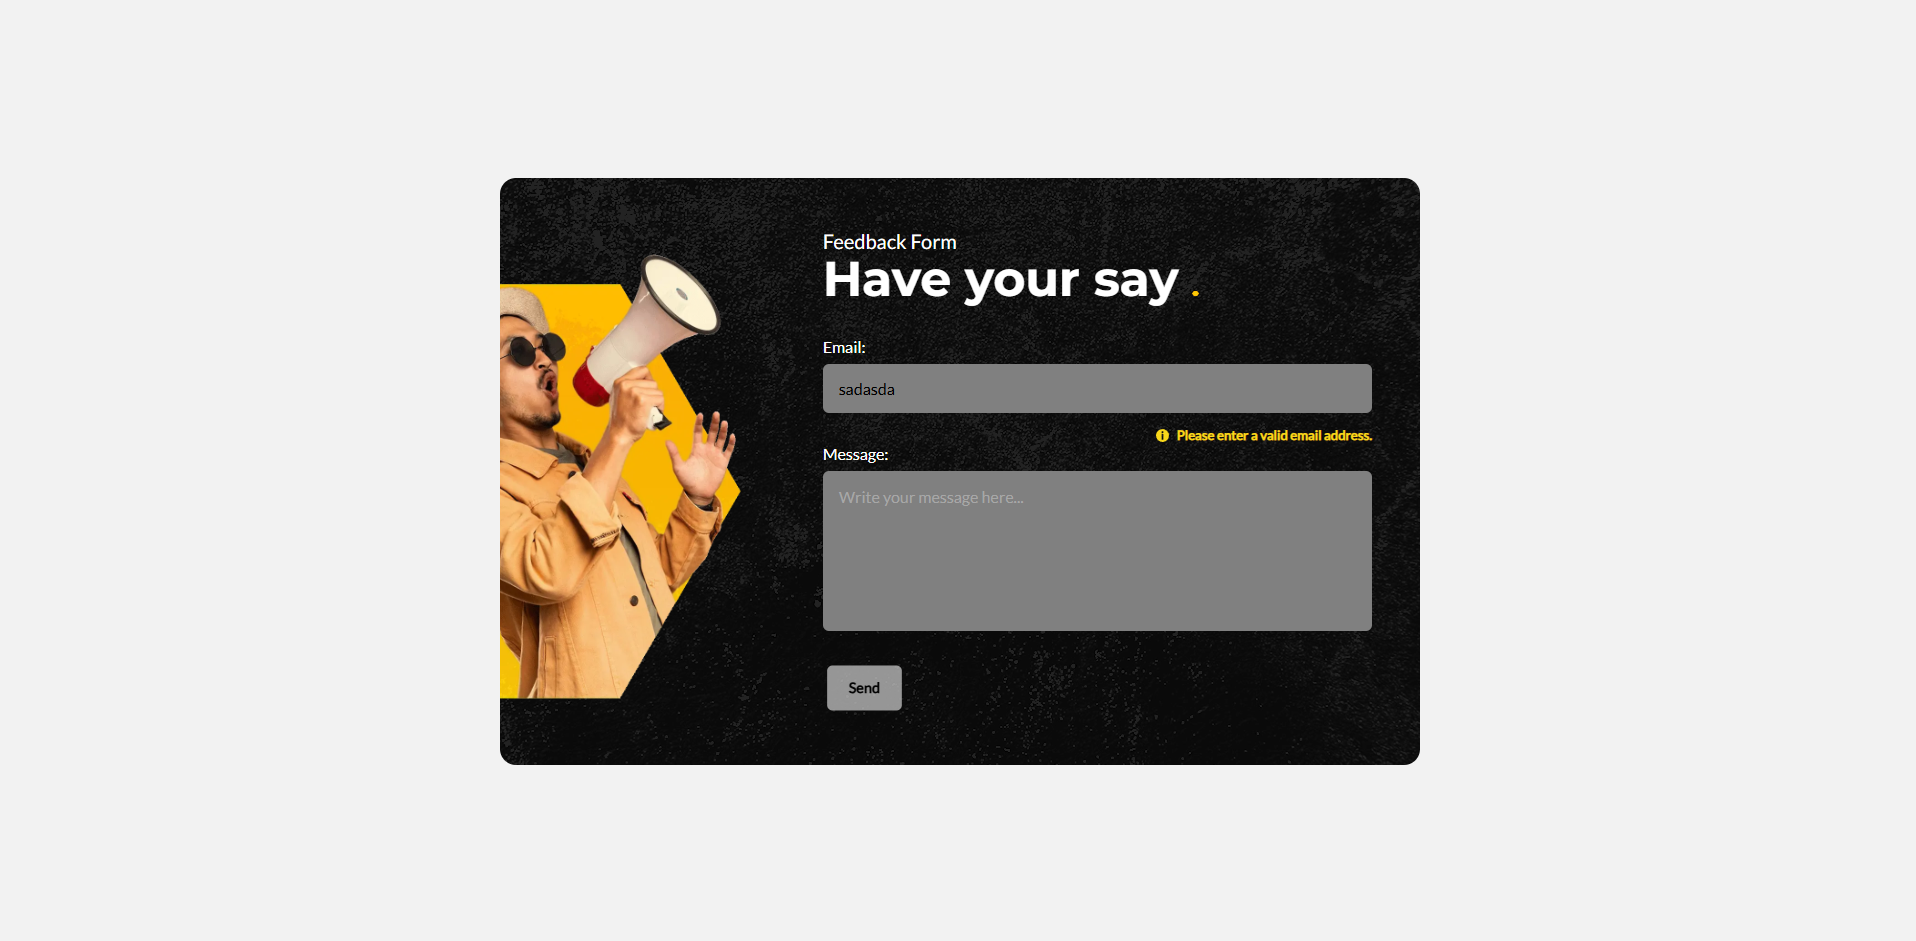 Feedback Form
Have your say .
Email:
sadasda
Please enter a valid email address.
Message:
Write your message here...
Send